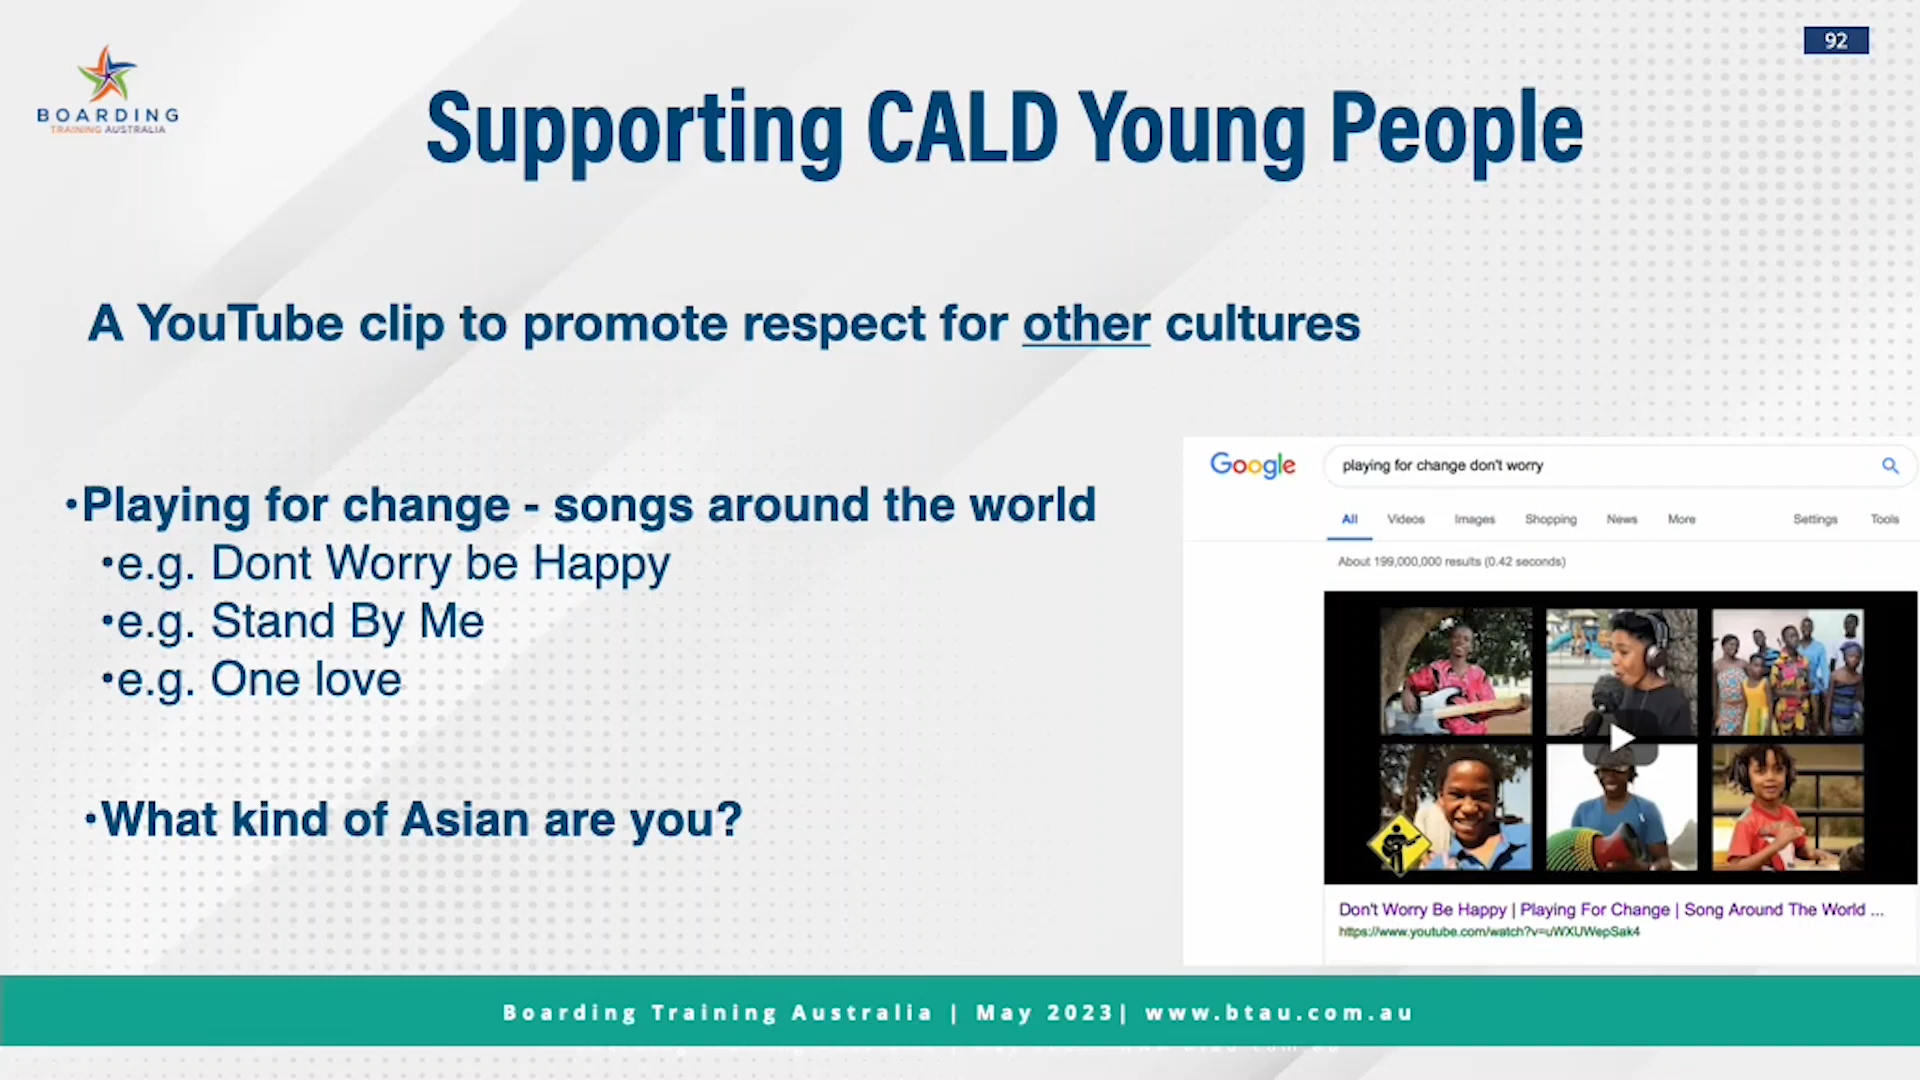 92
BOARDING
TRAINING AUSTRALIA
Supporting CALD Young People
A YouTube clip to promote respect for other cultures
•Playing for change - songs around the world
•e.g. Dont Worry be Happy
•e.g. Stand By Me
•e.g. One love
•What kind of Asian are you?
Google
playing for change don't worry
All Videos Images Shopping News More Settings Tools
About 199,000,000 results (0.42 seconds)
Don't Worry Be Happy | Playing For Change | Song Around The World ...
https://www.youtube.com/watch?v=uWXUWepSak4
Boarding Training Australia | May 2023| www.btau.com.au